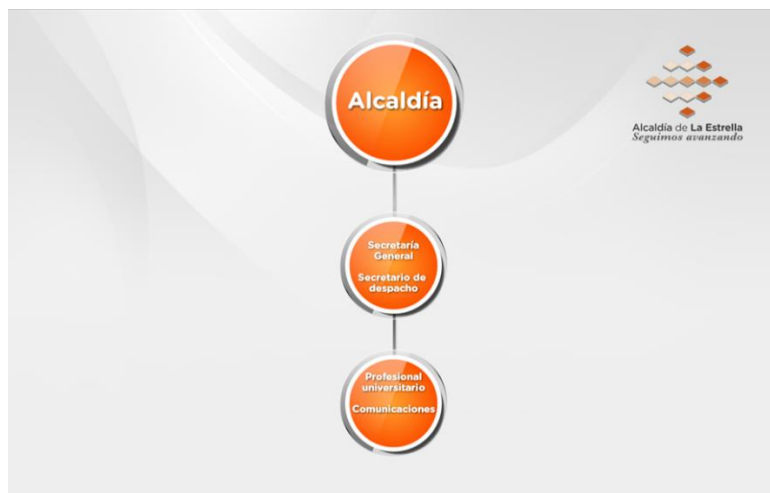 Alcaldía
Alcaldía de La Estrella
Seguimos avanzando
Secretaría
General
Secretario de
despacho
Profesional
universitario
Comunicaciones